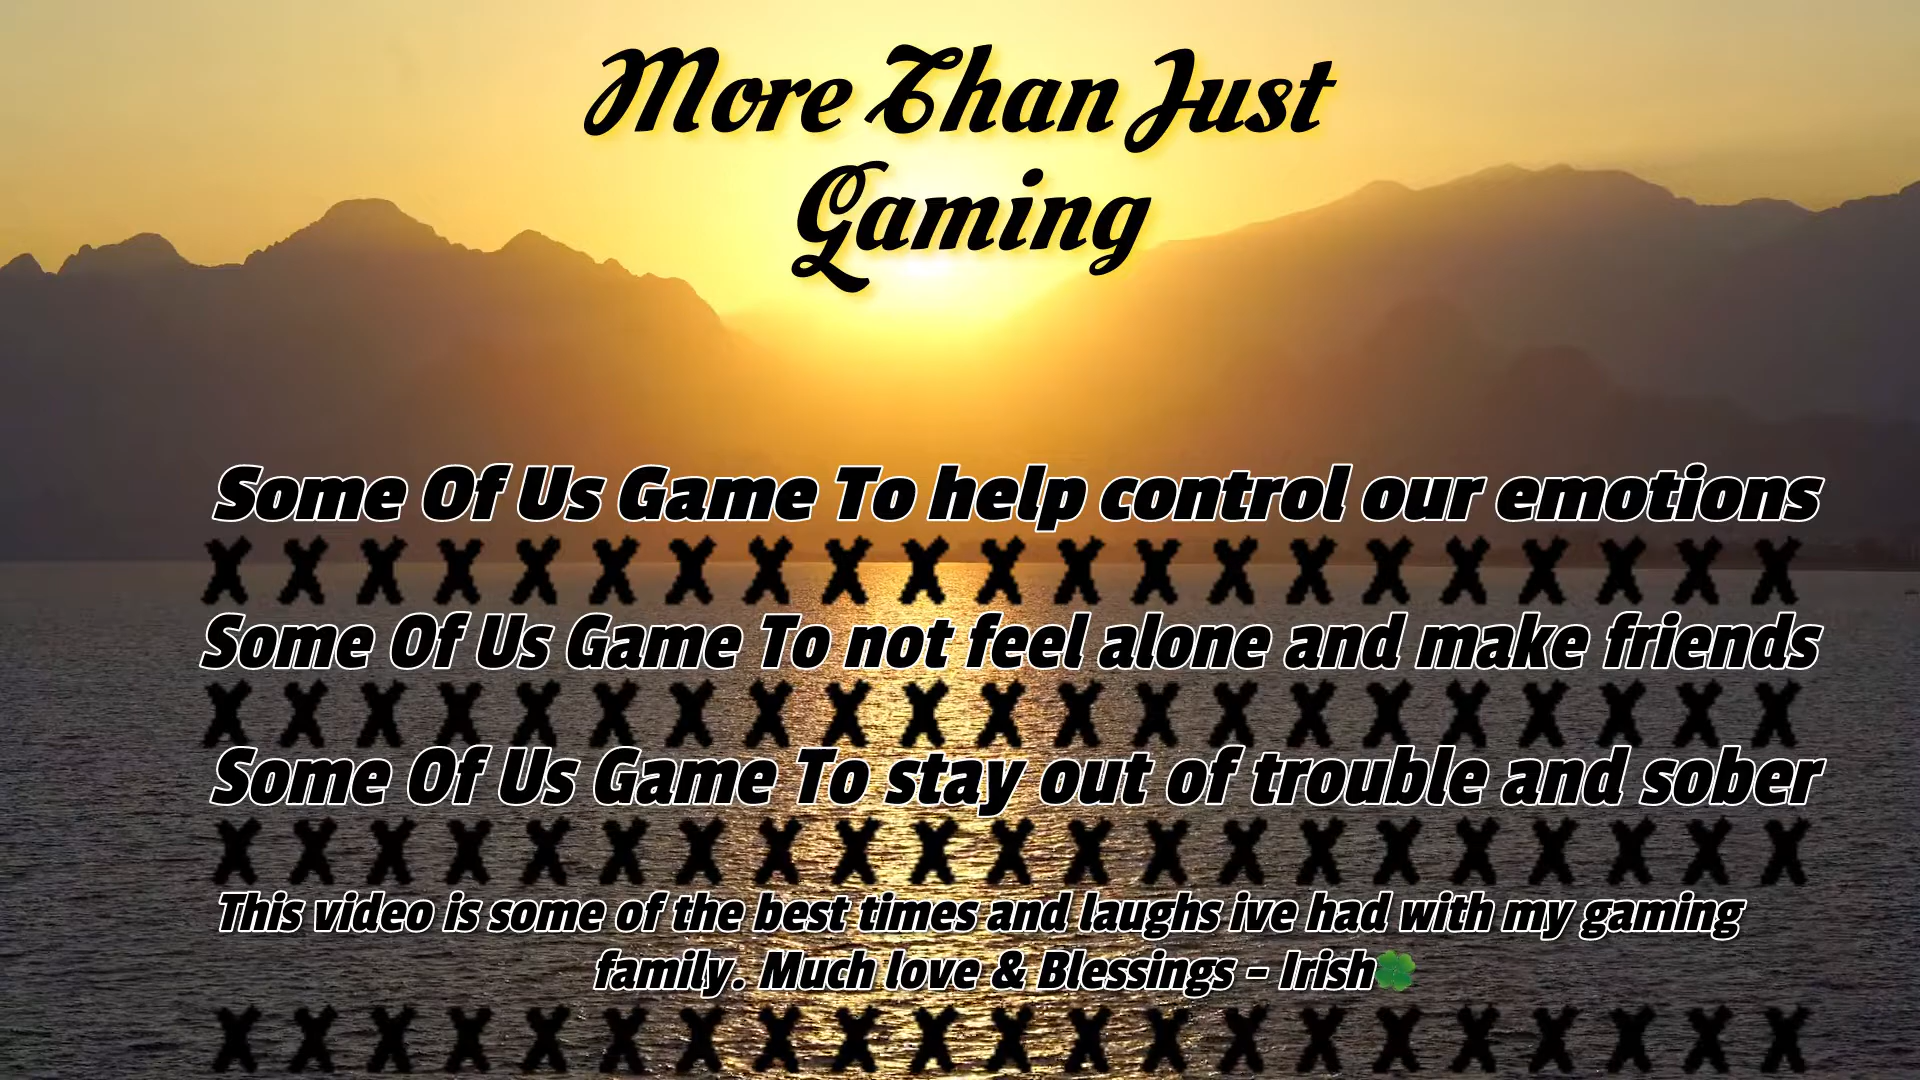 More Than Just
Gaming
Some Of Us Game To help control our emotions
X X X X X X X X X X X X X X X X X X X X X
Some Of Us Game To not feel alone and make friends
X X X X X X X X X X X X X X X X X X X X X
Some Of Us Game To stay out of trouble and sober
X X X X X X X X X X X X X X X X X X X X X
This video is some of the best times and laughs ive had with my gaming
family. Much love & Blessings - Irish🍀
X X X X X X X X X X X X X X X X X X X X X